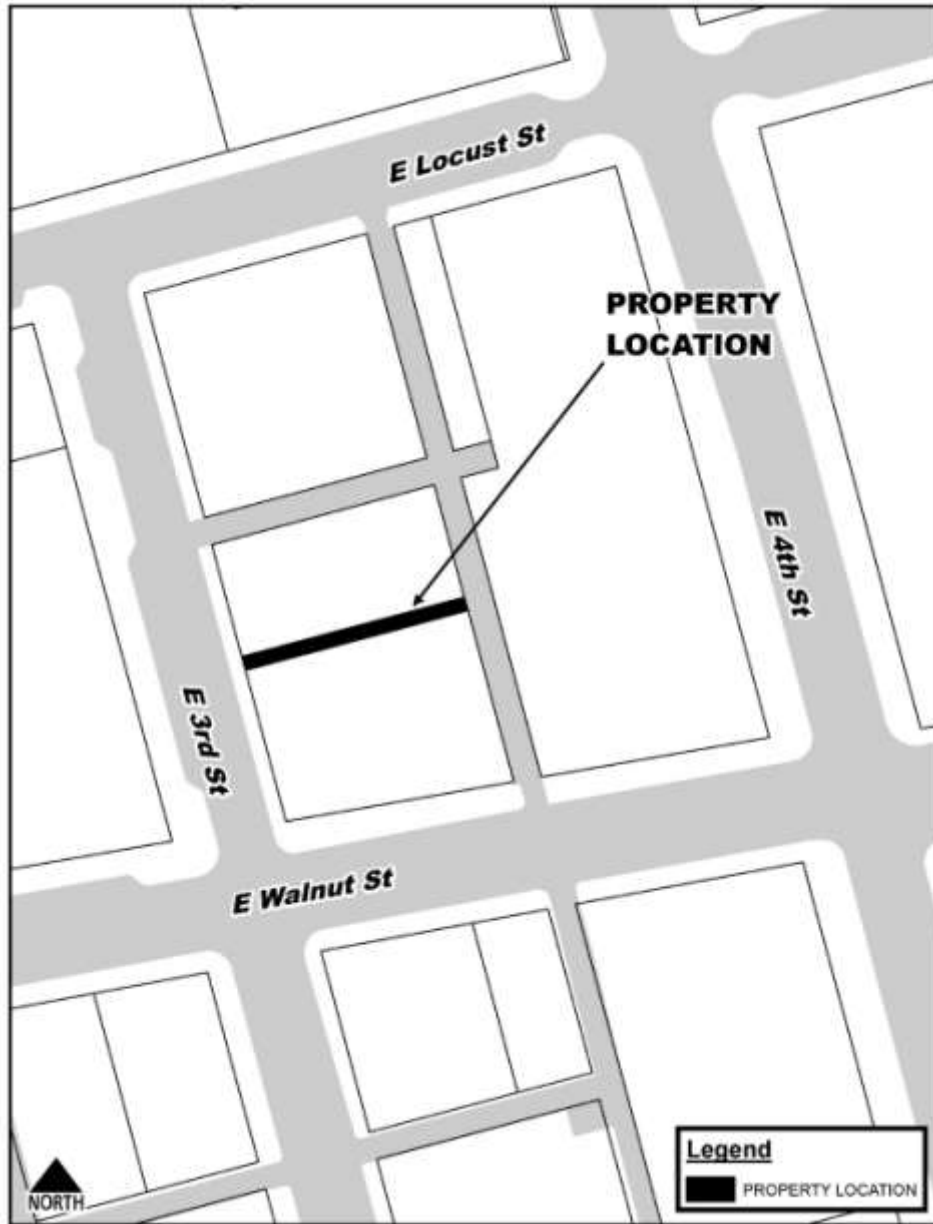 E Locust St
PROPERTY
LOCATION
E 4th St
E 3rd St
E Walnut St
NORTH
Legend
PROPERTY LOCATION